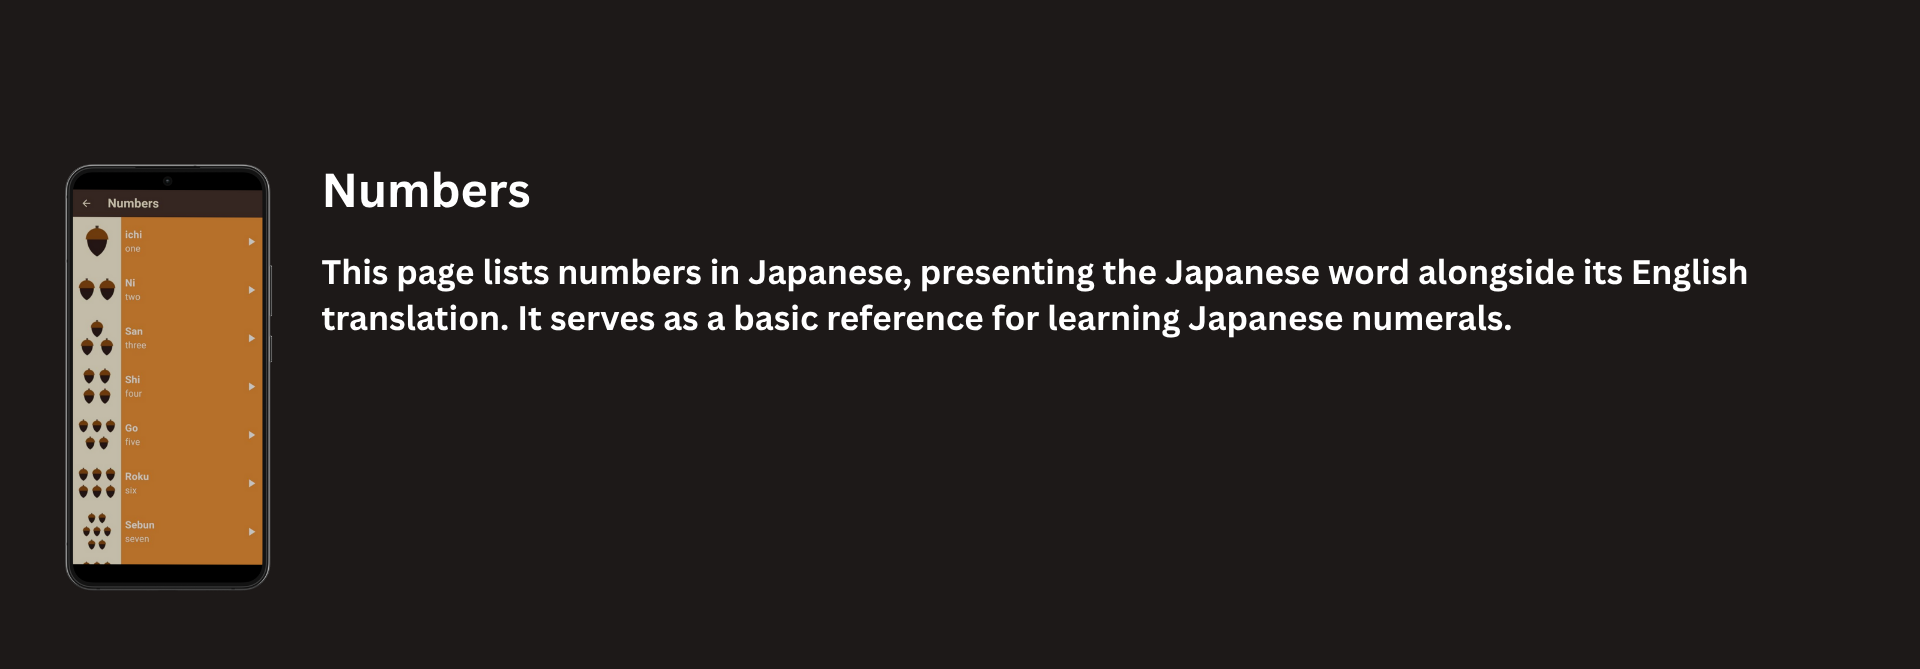 Numbers
ichi
one
Ni
two
San
three
Shi
four
Go
five
Roku
six
Sebun
seven
Numbers
This page lists numbers in Japanese, presenting the Japanese word alongside its English
translation. It serves as a basic reference for learning Japanese numerals.